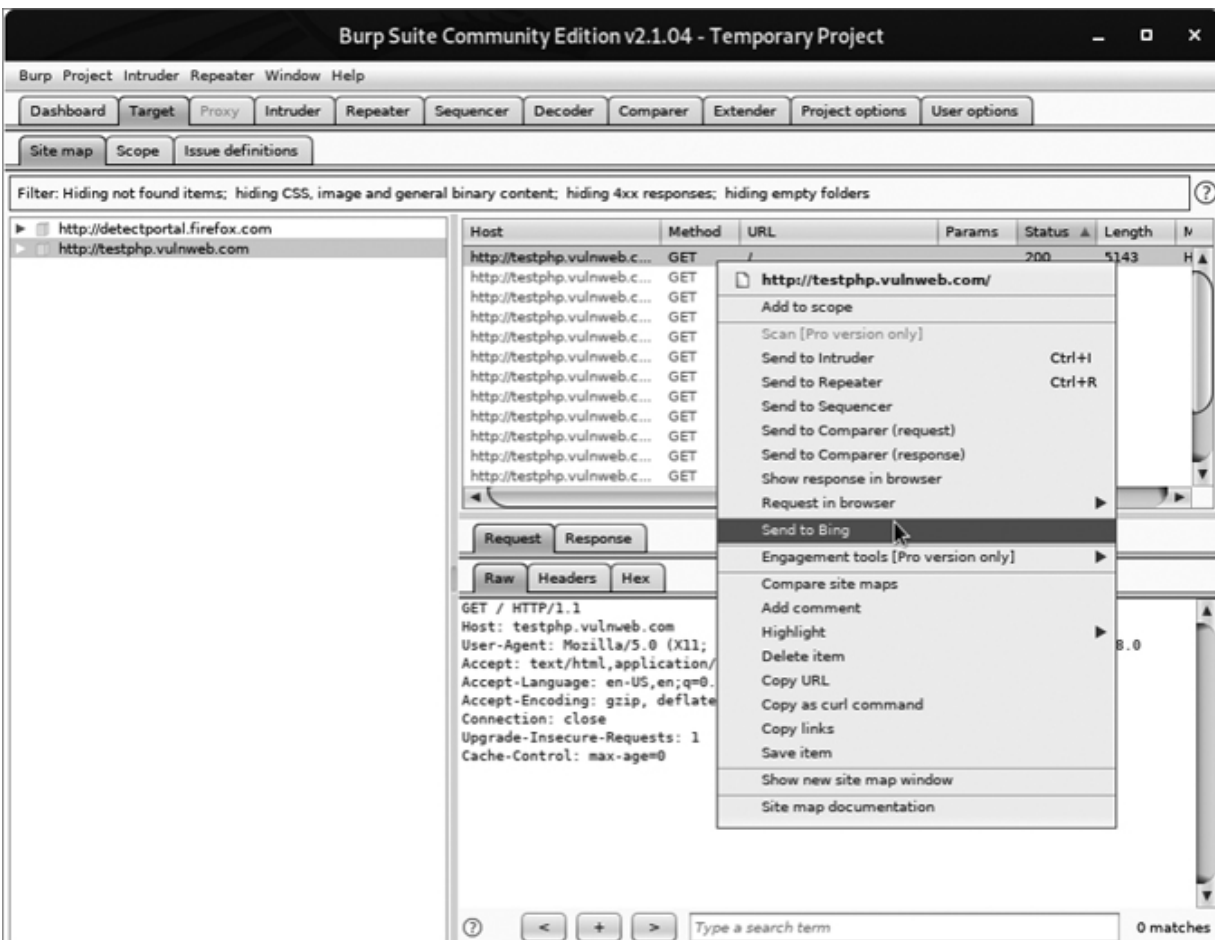 Burp Suite Community Edition v2.1.04 - Temporary Project
Burp Project Intruder Repeater Window Help
Dashboard Target Proxy Intruder Repeater Sequencer Decoder Comparer Extender Project options User options
Site map Scope Issue definitions
Filter: Hiding not found items; hiding CSS, image and general binary content; hiding 4xx responses; hiding empty folders
http://detectportal.firefox.com
http://testphp.vulnweb.com
Host Method URL Params Status Length
http://testphp.vulnweb.c... GET / 200 5143
http://testphp.vulnweb.c... GET
http://testphp.vulnweb.c... GET
http://testphp.vulnweb.c... GET
http://testphp.vulnweb.c... GET
http://testphp.vulnweb.c... GET
http://testphp.vulnweb.c... GET
http://testphp.vulnweb.c... GET
http://testphp.vulnweb.c... GET
http://testphp.vulnweb.c... GET
http://testphp.vulnweb.c... GET
http://testphp.vulnweb.c... GET
http://testphp.vulnweb.com/
Add to scope
Scan [Pro version only]
Send to Intruder Ctrl+I
Send to Repeater Ctrl+R
Send to Sequencer
Send to Comparer (request)
Send to Comparer (response)
Show response in browser
Request in browser
Send to Bing
Engagement tools [Pro version only]
Compare site maps
Add comment
Highlight
Delete item
Copy URL
Copy as curl command
Copy links
Save item
Show new site map window
Site map documentation
Request Response
Raw Headers Hex
GET / HTTP/1.1
Host: testphp.vulnweb.com
User-Agent: Mozilla/5.0 (X11; 8.0
Accept: text/html,application/
Accept-Language: en-US,en;q=0.
Accept-Encoding: gzip, deflate
Connection: close
Upgrade-Insecure-Requests: 1
Cache-Control: max-age=0
? < + > Type a search term 0 matches